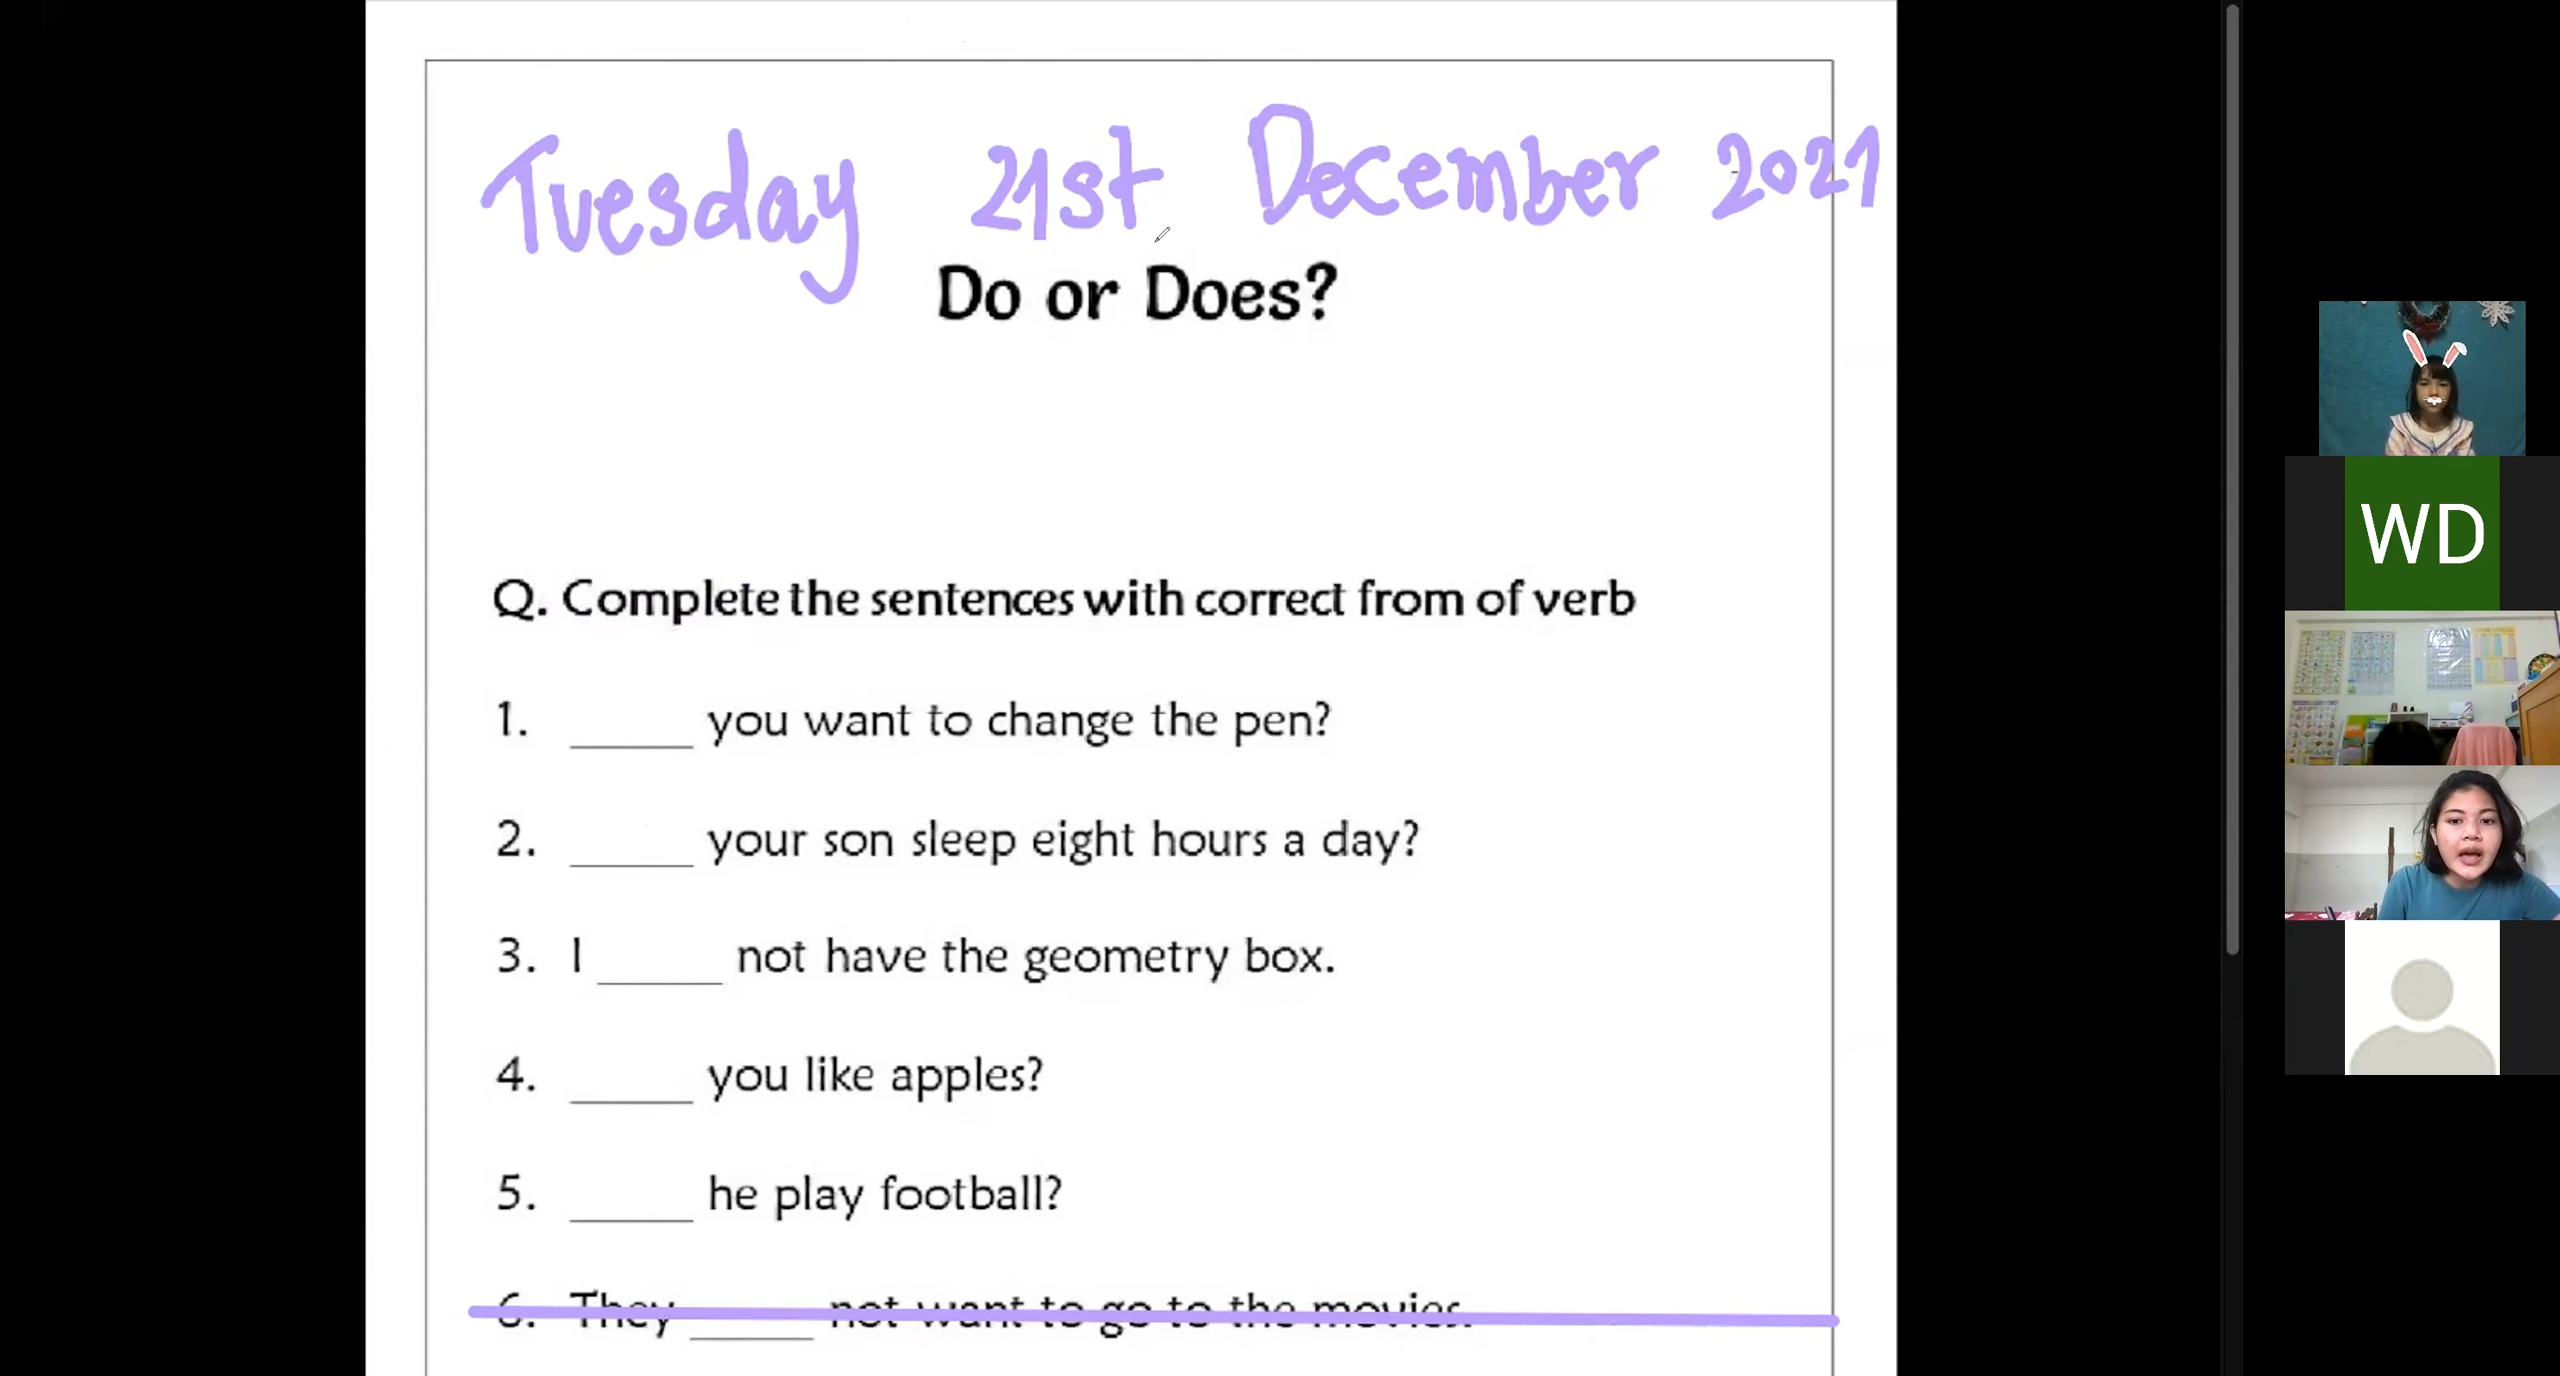 Tuesday 21st December 2021
Do or Does?
Q. Complete the sentences with correct from of verb
1. _____ you want to change the pen?
2. _____ your son sleep eight hours a day?
3. I _____ not have the geometry box.
4. _____ you like apples?
5. _____ he play football?
6. They _____ not want to go to the movies.
WD